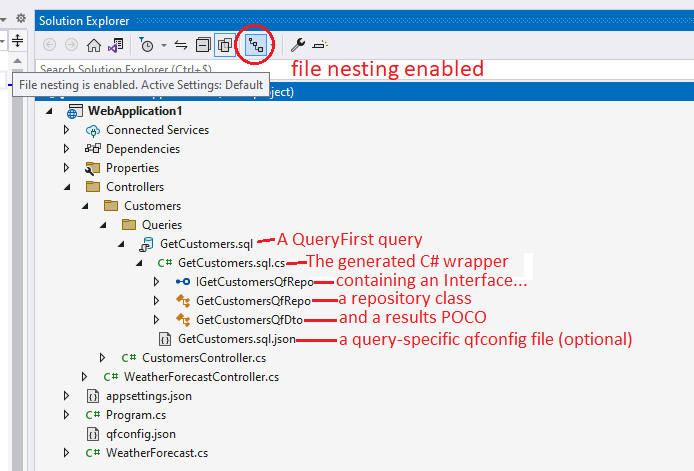 Solution Explorer
Search Solution Explorer (Ctrl+$)
file nesting enabled
File nesting is enabled. Active Settings: Default
WebApplication1
Connected Services
Dependencies
Properties
Controllers
Customers
Queries
GetCustomers.sql
A QueryFirst query
C# GetCustomers.sql.cs
The generated C# wrapper
IGetCustomersQfRepo
containing an Interface...
GetCustomersQfRepo
a repository class
GetCustomersQfDto
and a results POCO
GetCustomers.sql.json
a query-specific qfconfig file (optional)
C# CustomersController.cs
C# WeatherForecastController.cs
appsettings.json
C# Program.cs
qfconfig.json
C# WeatherForecast.cs